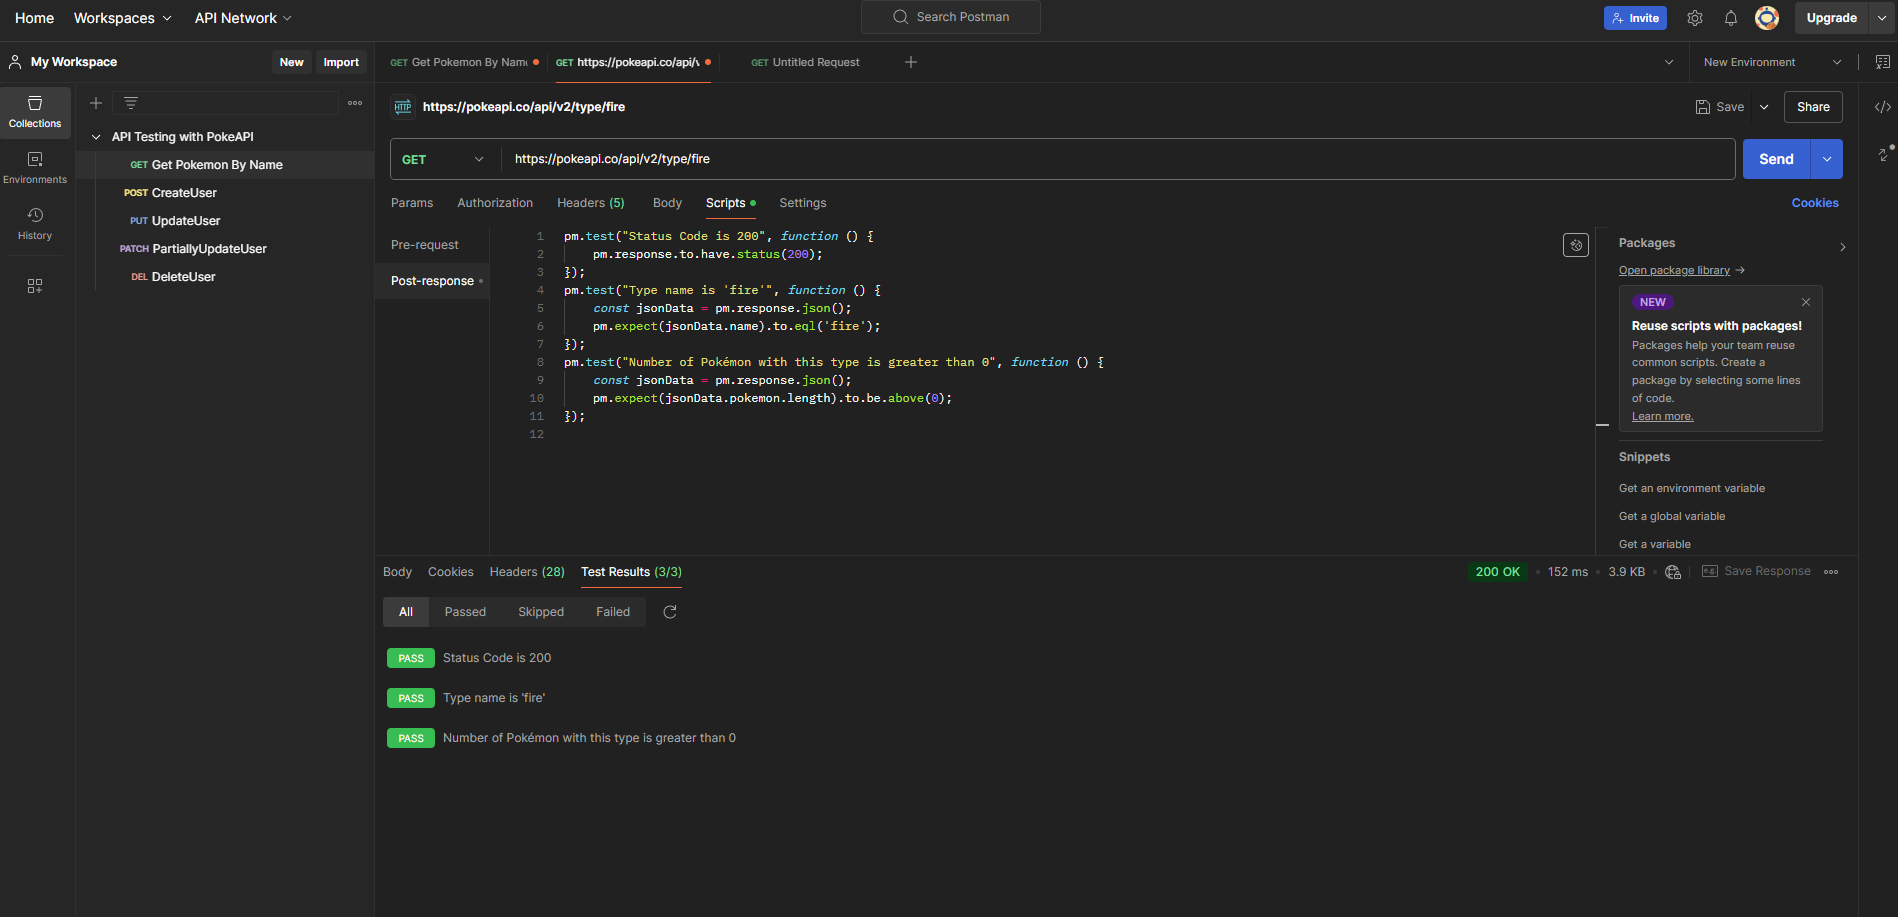 Home Workspaces API Network Search Postman Invite Upgrade
My Workspace New Import GET Get Pokemon By Name GET https://pokeapi.co/api/v GET Untitled Request New Environment
Collections
Environments
History
API Testing with PokeAPI
GET Get Pokemon By Name
POST CreateUser
PUT UpdateUser
PATCH PartiallyUpdateUser
DEL DeleteUser
HTTP https://pokeapi.co/api/v2/type/fire Save Share
GET https://pokeapi.co/api/v2/type/fire Send
Params Authorization Headers (5) Body Scripts Settings Cookies
Pre-request
Post-response
1 pm.test("Status Code is 200", function () {
2 pm.response.to.have.status(200);
3 });
4 pm.test("Type name is 'fire'", function () {
5 const jsonData = pm.response.json();
6 pm.expect(jsonData.name).to.eql('fire');
7 });
8 pm.test("Number of Pokémon with this type is greater than 0", function () {
9 const jsonData = pm.response.json();
10 pm.expect(jsonData.pokemon.length).to.be.above(0);
11 });
12
Packages
Open package library →
NEW
Reuse scripts with packages!
Packages help your team reuse
common scripts. Create a
package by selecting some lines
of code.
Learn more.
Snippets
Get an environment variable
Get a global variable
Get a variable
Body Cookies Headers (28) Test Results (3/3) 200 OK • 152 ms • 3.9 KB • e.g. Save Response
All Passed Skipped Failed
PASS Status Code is 200
PASS Type name is 'fire'
PASS Number of Pokémon with this type is greater than 0